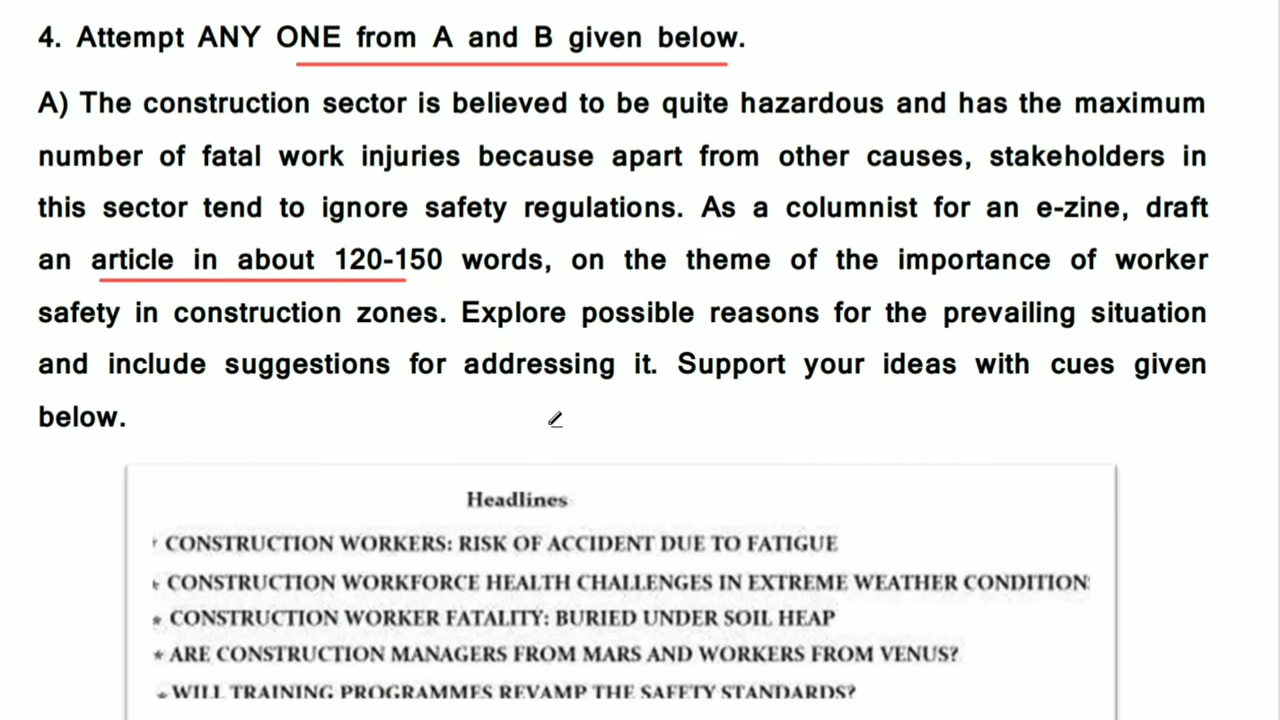 4. Attempt ANY ONE from A and B given below.
A) The construction sector is believed to be quite hazardous and has the maximum
number of fatal work injuries because apart from other causes, stakeholders in
this sector tend to ignore safety regulations. As a columnist for an e-zine, draft
an article in about 120-150 words, on the theme of the importance of worker
safety in construction zones. Explore possible reasons for the prevailing situation
and include suggestions for addressing it. Support your ideas with cues given
below.
Headlines
* CONSTRUCTION WORKERS: RISK OF ACCIDENT DUE TO FATIGUE
* CONSTRUCTION WORKFORCE HEALTH CHALLENGES IN EXTREME WEATHER CONDITION
* CONSTRUCTION WORKER FATALITY: BURIED UNDER SOIL HEAP
* ARE CONSTRUCTION MANAGERS FROM MARS AND WORKERS FROM VENUS?
* WILL TRAINING PROGRAMMES REVAMP THE SAFETY STANDARDS?